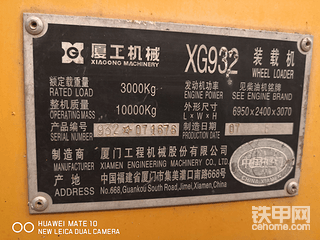 厦工机械
XIAGONG MACHINERY
XG932
装载机
WHEEL LOADER
额定载重量
RATED LOAD
3000Kg
发动机功率
ENGINE POWER
见柴油机铭牌
SEE ENGINE BRAND
整机质量
OPERATING MASS
10000Kg
外形尺寸
L×W×H
6950×2400×3070
产品编号
SERIAL NUMBER
制造日期
PRODUCTION DATE
07
制造商
MANUFACTURER
厦门工程机械股份有限公司
XIAMEN ENGINEERING MACHINERY CO., LTD.
产地
ADDRESS
中国福建省厦门市集美灌口南路668号
No.668,Guankou South Road,Jimei,Xiamen,China
HUAWEI MATE 10
NEW LEICA DUAL CAMERA
铁甲网